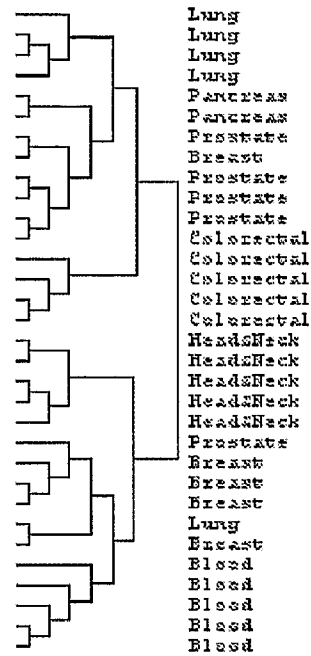 Lung
Lung
Lung
Lung
Pancreas
Pancreas
Prostate
Breast
Prostate
Prostate
Prostate
Colorectal
Colorectal
Colorectal
Colorectal
Colorectal
Head&Neck
Head&Neck
Head&Neck
Head&Neck
Head&Neck
Prostate
Breast
Breast
Breast
Lung
Breast
Blood
Blood
Blood
Blood
Blood